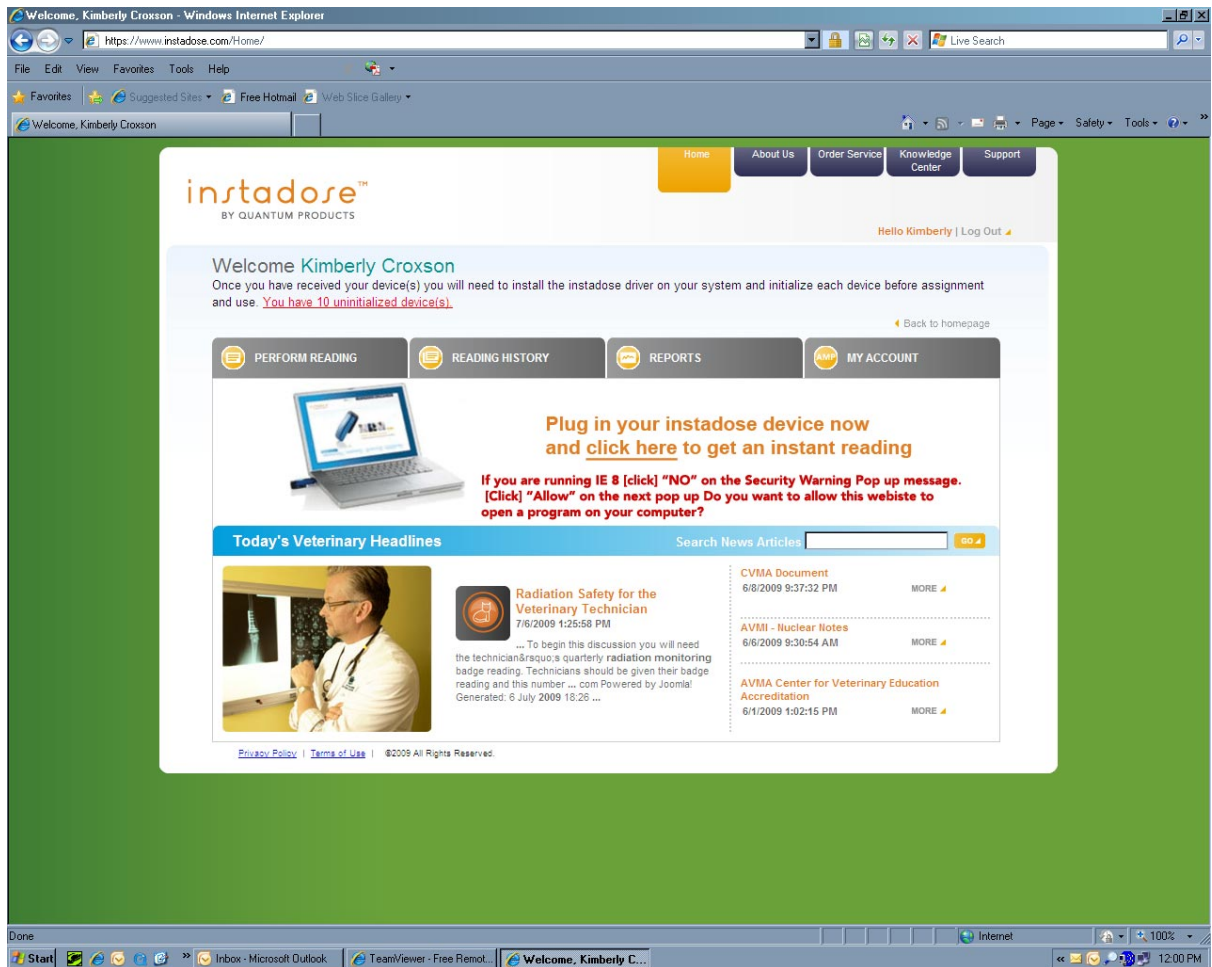 Welcome, Kimberly Croxson - Windows Internet Explorer
https://www.instadose.com/Home/
Live Search
File Edit View Favorites Tools Help
Favorites Suggested Sites Free Hotmail Web Slice Gallery
Welcome, Kimberly Croxson
Page Safety Tools »
Home About Us Order Service Knowledge Center Support
instadose™
BY QUANTUM PRODUCTS
Hello Kimberly | Log Out
Welcome Kimberly Croxson
Once you have received your device(s) you will need to install the instadose driver on your system and initialize each device before assignment
and use. You have 10 uninitialized device(s).
Back to homepage
PERFORM READING READING HISTORY REPORTS AMP MY ACCOUNT
Plug in your instadose device now
and click here to get an instant reading
If you are running IE 8 [click] "NO" on the Security Warning Pop up message.
[Click] "Allow" on the next pop up Do you want to allow this webiste to
open a program on your computer?
Today's Veterinary Headlines Search News Articles GO
Radiation Safety for the
Veterinary Technician
7/6/2009 1:25:58 PM
... To begin this discussion you will need
the technician&rsquo;s quarterly radiation monitoring
badge reading. Technicians should be given their badge
reading and this number ... com Powered by Joomla!
Generated: 6 July 2009 18:26 ...
CVMA Document
6/8/2009 9:37:32 PM MORE
AVMI - Nuclear Notes
6/6/2009 9:30:54 AM MORE
AVMA Center for Veterinary Education
Accreditation
6/1/2009 1:02:15 PM MORE
Privacy Policy | Terms of Use | ©2009 All Rights Reserved.
Done Internet 100%
Start » Inbox - Microsoft Outlook TeamViewer - Free Remot... Welcome, Kimberly C... « 12:00 PM